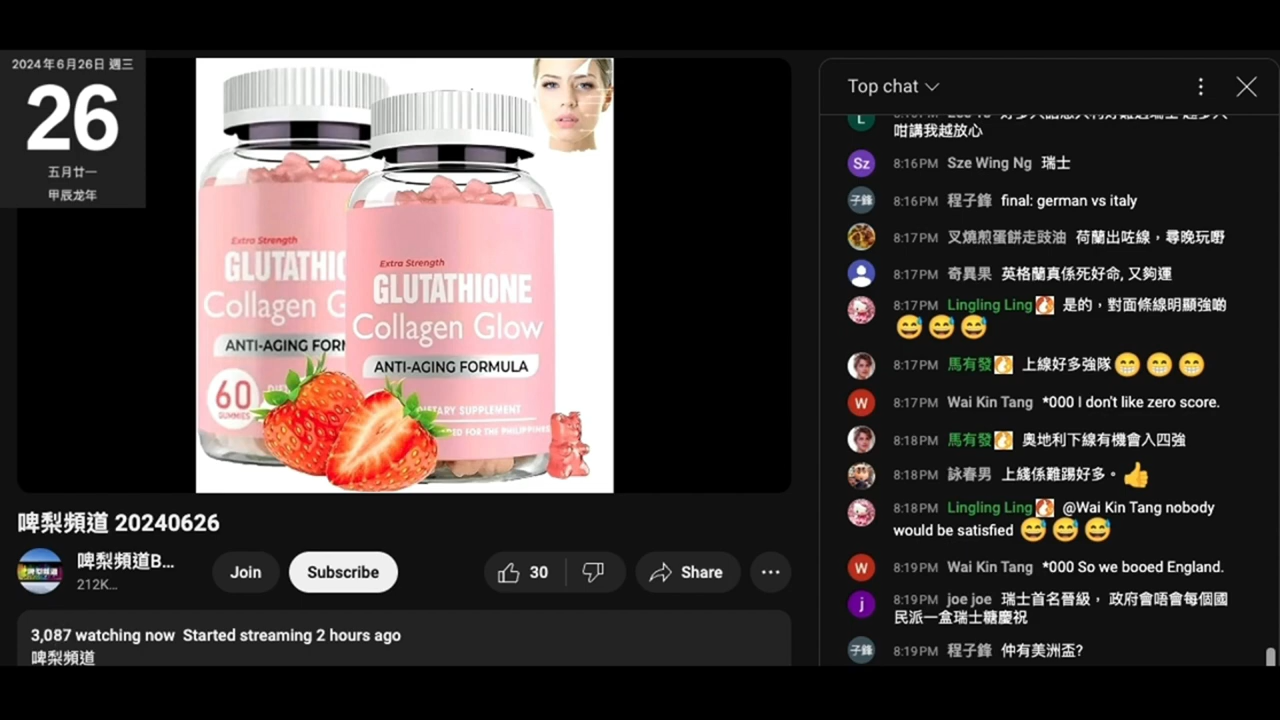 2024年6月26日 週三
26
五月廿一
甲辰龙年
Extra Strength
GLUTATHIC
Collagen G
ANTI-AGING FORM
60
GUMMIES
Extra Strength
GLUTATHIONE
Collagen Glow
ANTI-AGING FORMULA
DIETARY SUPPLEMENT
FOR THE PHILIPPINES
啤梨頻道 20240626
啤梨頻道B...
212K...
Join
Subscribe
30
Share
3,087 watching now Started streaming 2 hours ago
啤梨頻道
Top chat
L
咁講我越放心
Sz 8:16PM Sze Wing Ng 瑞士
子鋒 8:16PM 程子鋒 final: german vs italy
8:17PM 叉燒煎蛋餅走豉油 荷蘭出咗線，尋晚玩嘢
8:17PM 奇異果 英格蘭真係死好命, 又夠運
8:17PM Lingling Ling 是的，對面條線明顯強啲
😅😅😅
8:17PM 馬有發 上線好多強隊😁😁😁
W 8:17PM Wai Kin Tang *000 I don't like zero score.
8:18PM 馬有發 奧地利下線有機會入四強
8:18PM 詠春男 上綫係難踢好多。👍
8:18PM Lingling Ling @Wai Kin Tang nobody
would be satisfied 😅😅😅
W 8:19PM Wai Kin Tang *000 So we booed England.
j 8:19PM joe joe 瑞士首名晉級， 政府會唔會每個國
民派一盒瑞士糖慶祝
子鋒 8:19PM 程子鋒 仲有美洲盃?